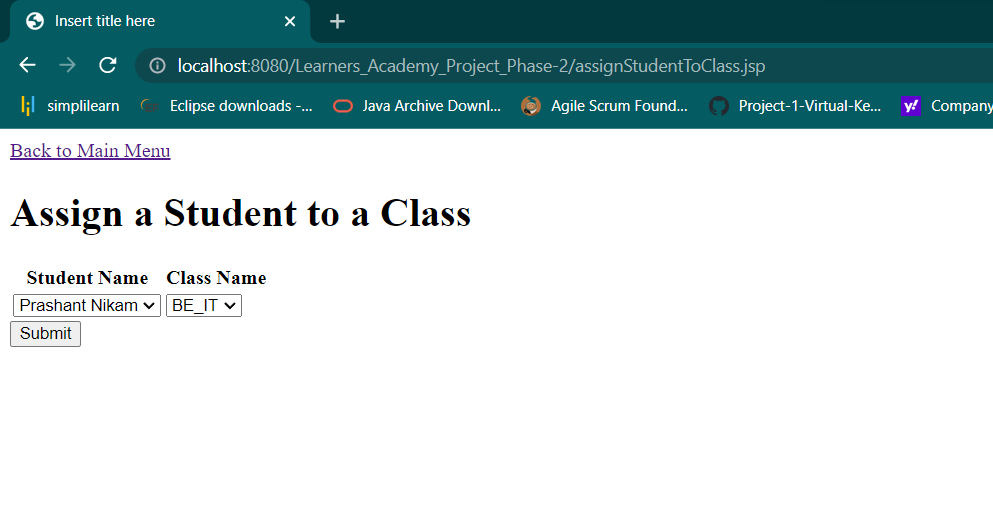 Insert title here
localhost:8080/Learners_Academy_Project_Phase-2/assignStudentToClass.jsp
simplilearn Eclipse downloads -... Java Archive Downl... Agile Scrum Found... Project-1-Virtual-Ke... y! Company
Back to Main Menu
Assign a Student to a Class
Student Name Class Name
Prashant Nikam BE_IT
Submit